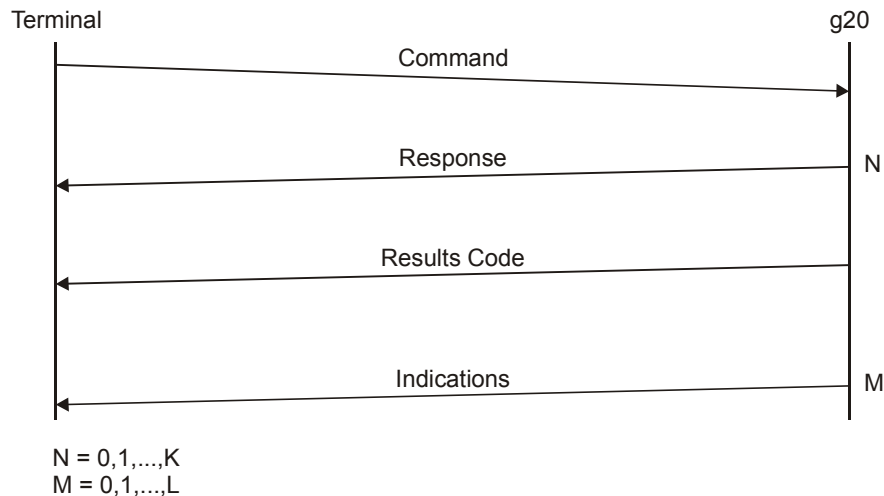 Terminal g20
Command
Response N
Results Code
Indications M
N = 0,1,...,K
M = 0,1,...,L